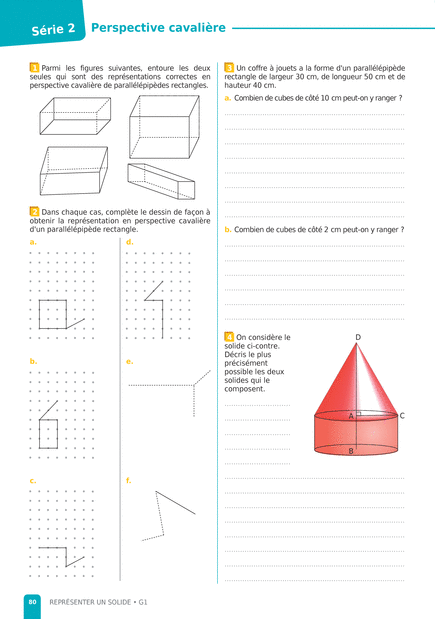 Série 2
Perspective cavalière
1 Parmi les figures suivantes, entoure les deux
seules qui sont des représentations correctes en
perspective cavalière de parallélépipèdes rectangles.
2 Dans chaque cas, complète le dessin de façon à
obtenir la représentation en perspective cavalière
d'un parallélépipède rectangle.
a.
d.
b.
e.
c.
f.
3 Un coffre à jouets a la forme d'un parallélépipède
rectangle de largeur 30 cm, de longueur 50 cm et de
hauteur 40 cm.
a. Combien de cubes de côté 10 cm peut-on y ranger ?
b. Combien de cubes de côté 2 cm peut-on y ranger ?
4 On considère le
solide ci-contre.
Décris le plus
précisément
possible les deux
solides qui le
composent.
D
A
C
B
80 REPRÉSENTER UN SOLIDE • G1